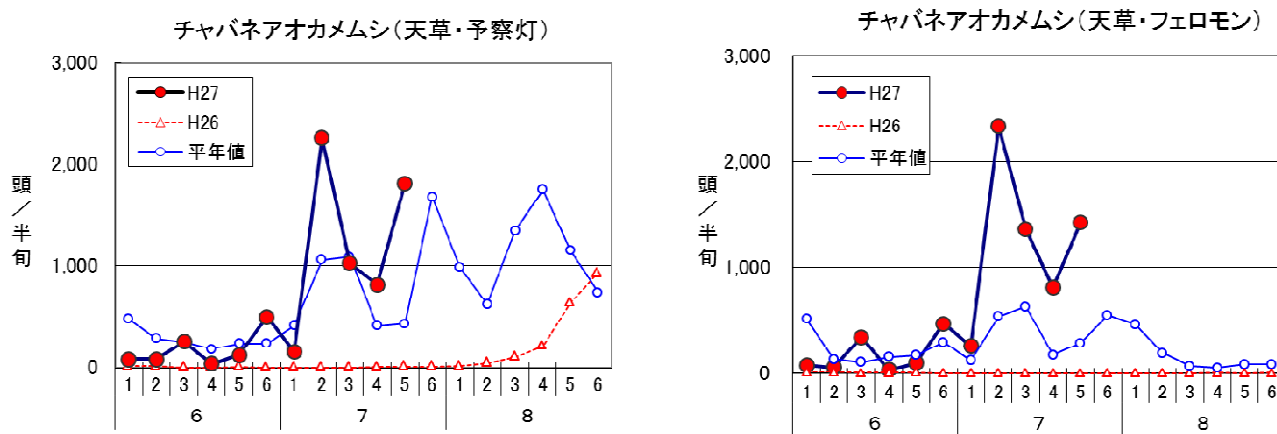 チャバネアオカメムシ(天草・予察灯)
3,000
2,000
1,000
0
頭/半旬
H27
H26
平年値
1 2 3 4 5 6 1 2 3 4 5 6 1 2 3 4 5 6
6 7 8
チャバネアオカメムシ(天草・フェロモン)
3,000
2,000
1,000
0
頭/半旬
H27
H26
平年値
1 2 3 4 5 6 1 2 3 4 5 6 1 2 3 4 5 6
6 7 8